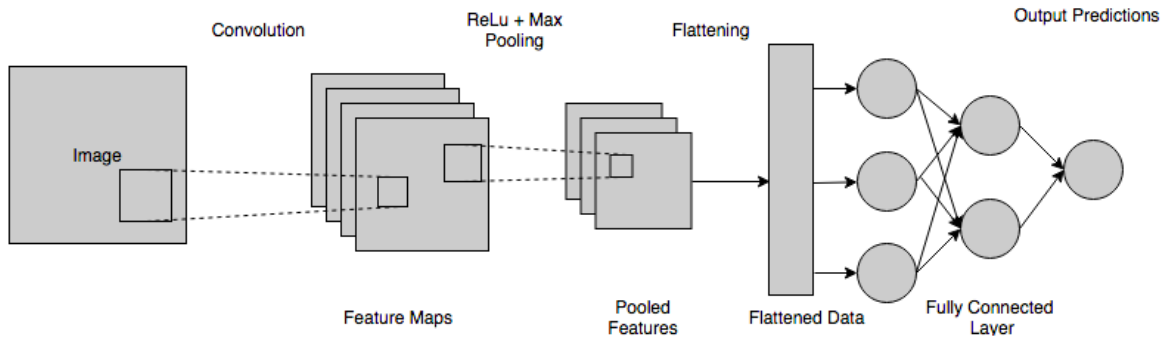 Convolution
ReLu + Max
Pooling
Flattening
Output Predictions
Image
Feature Maps
Pooled
Features
Flattened Data
Fully Connected
Layer